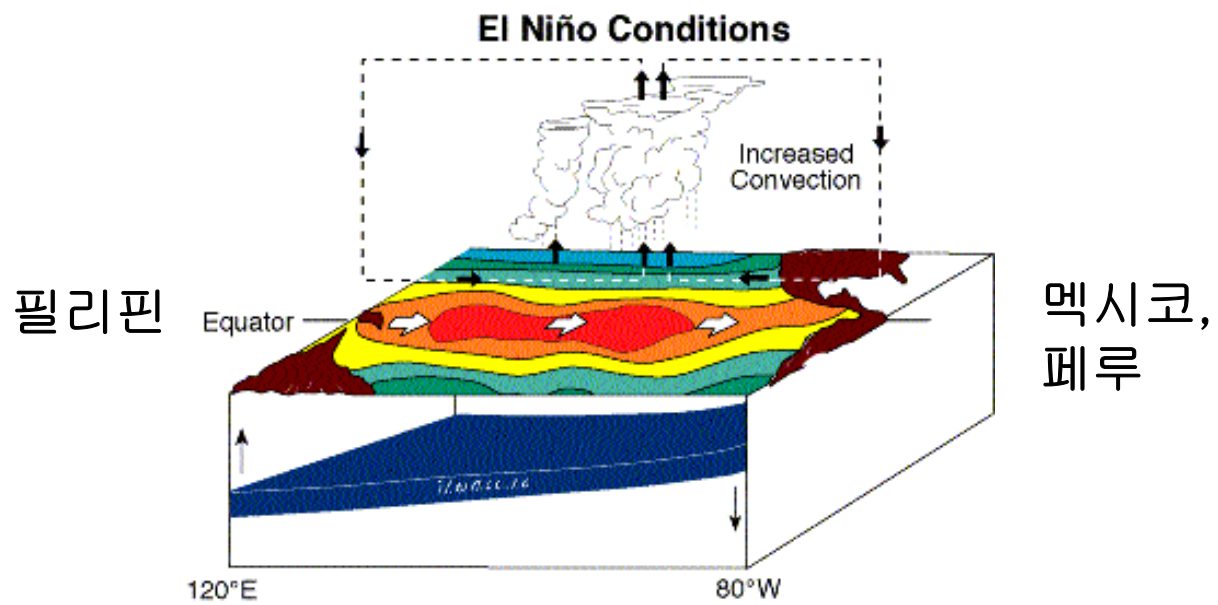 El Niño Conditions
Increased
Convection
필리핀
Equator
멕시코,
페루
120°E
80°W